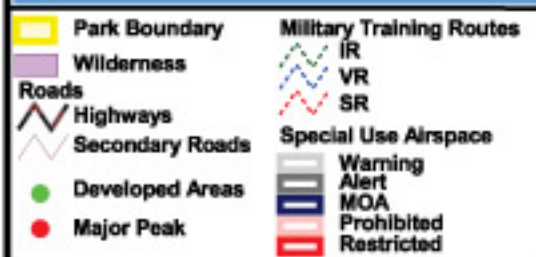 Park Boundary
Wilderness
Roads
Highways
Secondary Roads
Developed Areas
Major Peak
Military Training Routes
IR
VR
SR
Special Use Airspace
Warning
Alert
MOA
Prohibited
Restricted